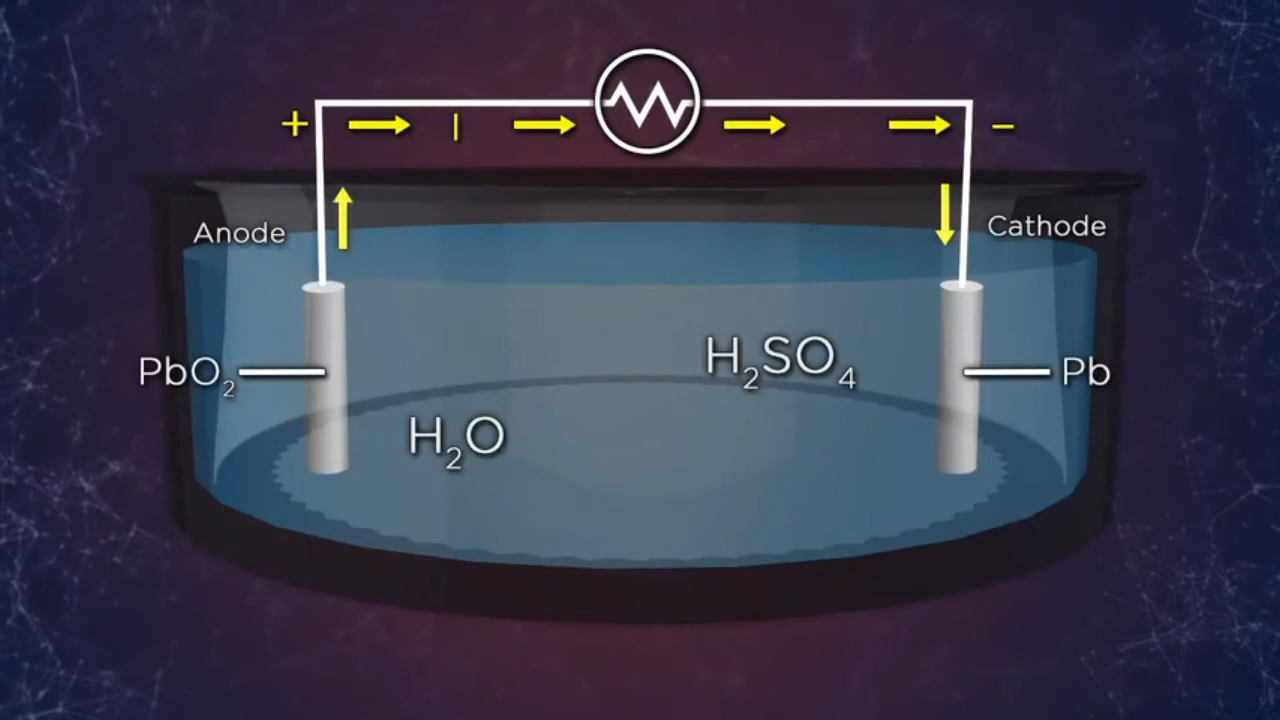 + I −
Anode
Cathode
PbO₂
H₂SO₄
Pb
H₂O